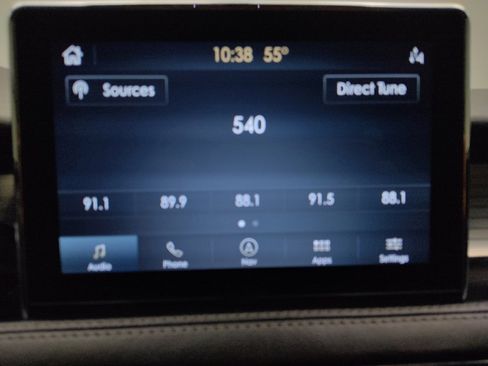 10:38 55°
Sources Direct Tune
540
91.1 89.9 88.1 91.5 88.1
Audio Phone Nav Apps Settings